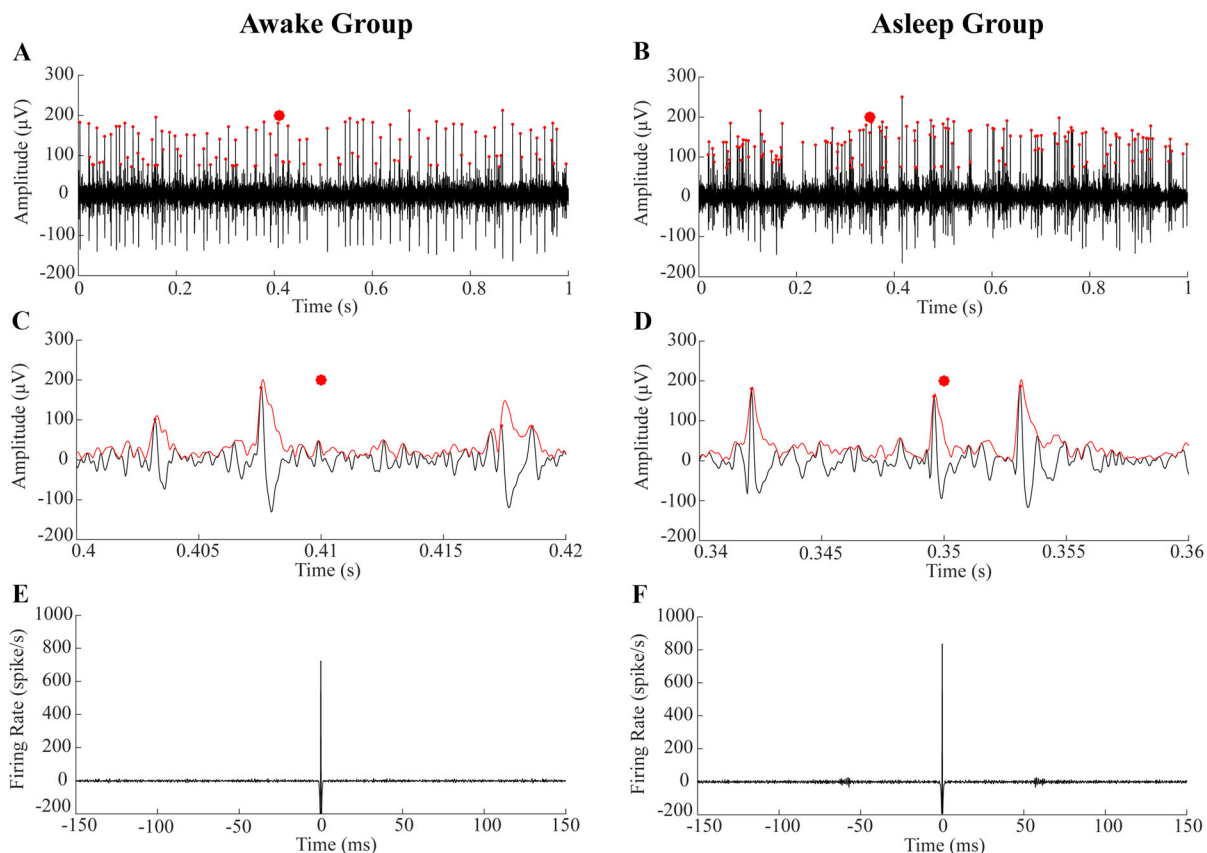 Awake Group
Asleep Group
A
300
200
100
0
-100
-200
Amplitude (µV)
0 0.2 0.4 0.6 0.8 1
Time (s)
B
300
200
100
0
-100
-200
Amplitude (µV)
0 0.2 0.4 0.6 0.8 1
Time (s)
C
300
200
100
0
-100
-200
Amplitude (µV)
0.4 0.405 0.41 0.415 0.42
Time (s)
D
300
200
100
0
-100
-200
Amplitude (µV)
0.34 0.345 0.35 0.355 0.36
Time (s)
E
1000
800
600
400
200
0
-200
Firing Rate (spike/s)
-150 -100 -50 0 50 100 150
Time (ms)
F
1000
800
600
400
200
0
-200
Firing Rate (spike/s)
-150 -100 -50 0 50 100 150
Time (ms)